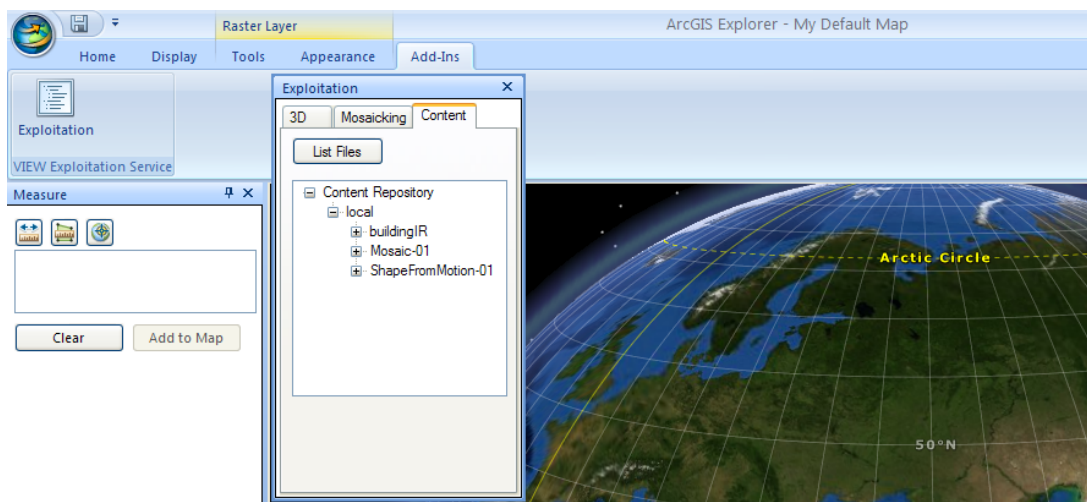 Raster Layer
ArcGIS Explorer - My Default Map
Home Display Tools Appearance Add-Ins
Exploitation
VIEW Exploitation Service
Exploitation
3D Mosaicking Content
List Files
Content Repository
local
buildingIR
Mosaic-01
ShapeFromMotion-01
Measure
Clear Add to Map
Arctic Circle
50°N